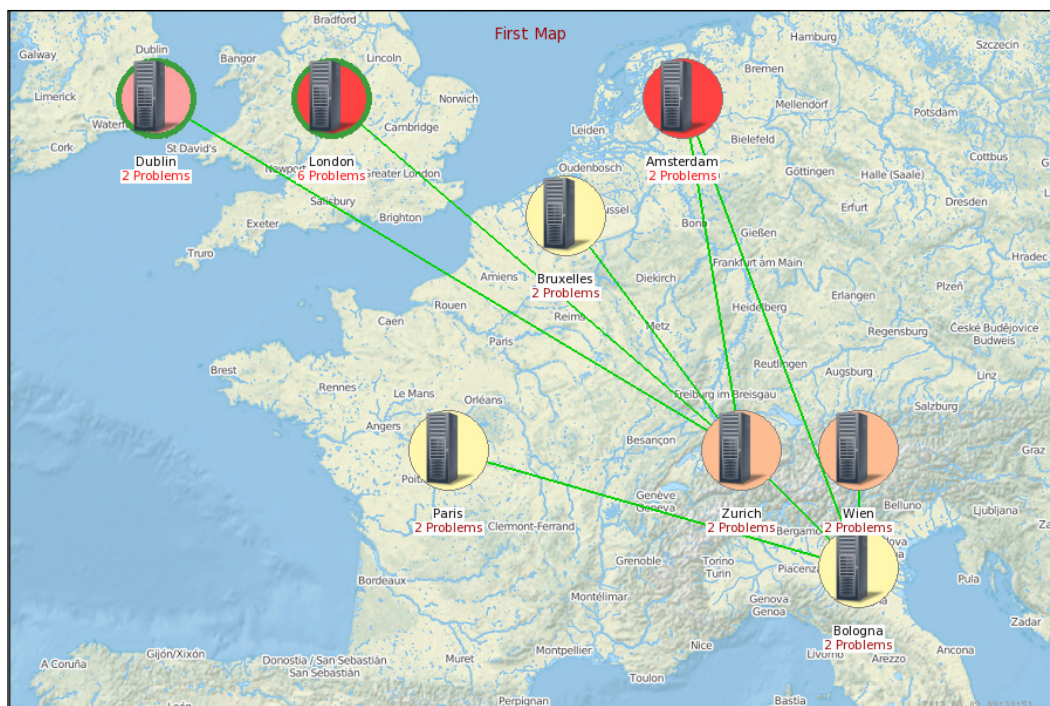 First Map
Bradford
Hamburg
Szczecin
Galway
Dublin
Bangor
Lincoln
Bremen
Limerick
Norwich
Mellendorf
Potsdam
Cork
St David's
Cambridge
Leiden
Bielefeld
Dublin
2 Problems
London
6 Problems
Greater London
Oudenbosch
Amsterdam
2 Problems
Göttingen
Halle (Saale)
Cottbus
Leipzig
Salisbury
Dresden
Exeter
Brighton
Bonn
Gießen
Erfurt
Truro
Bruxelles
2 Problems
Amiens
Diekirch
Frankfurt am Main
Hradec
Plzeň
Rouen
Reims
Heidelberg
Erlangen
Caen
Paris
Metz
Regensburg
České Budějovice
Budweis
Brest
Rennes
Le Mans
Orléans
Reutlingen
Augsburg
Linz
Freiburg im Breisgau
Salzburg
Angers
Besançon
Graz
Genève
Geneva
Paris
2 Problems
Zurich
2 Problems
Wien
2 Problems
Belluno
Ljubljana
Clermont-Ferrand
Bergamo
Grenoble
Torino
Turin
Piacenza
Bordeaux
Pula
Montélimar
Genova
Genoa
Zadar
Bologna
2 Problems
A Coruña
Gijón/Xixón
Donostia / San Sebastián
San Sebastián
Muret
Montpellier
Nice
Livorno
Arezzo
Ancona
Toulon
Perpignan
Bastia